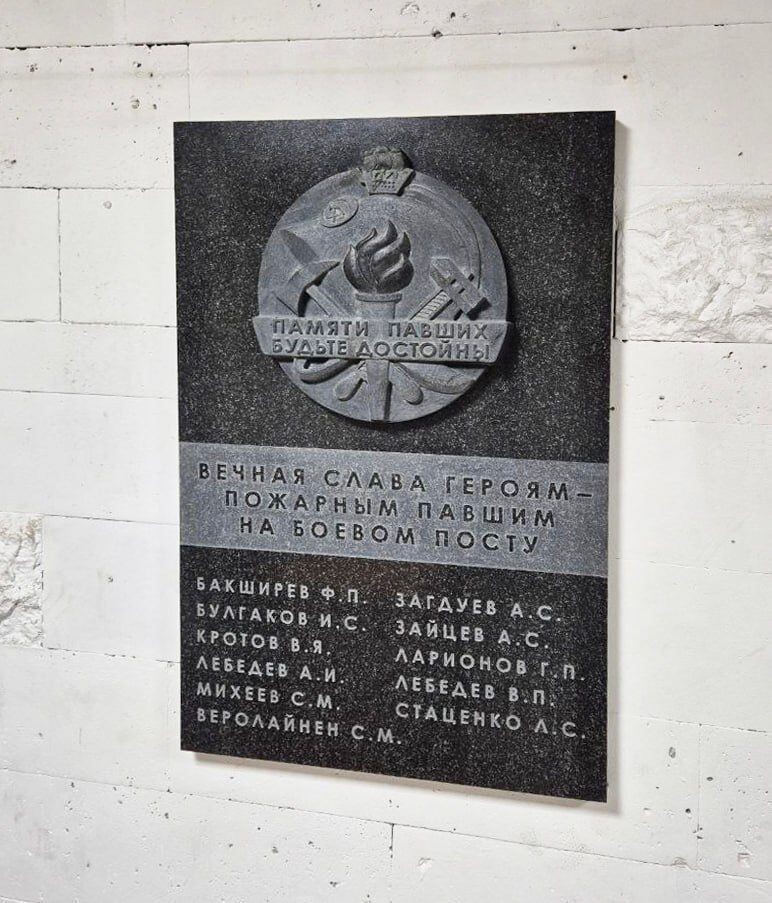 ПАМЯТИ ПАВШИХ
БУДЬТЕ ДОСТОЙНЫ
ВЕЧНАЯ СЛАВА ГЕРОЯМ–
ПОЖАРНЫМ ПАВШИМ
НА БОЕВОМ ПОСТУ
БАКШИРЕВ Ф.П.
БУЛГАКОВ И.С.
КРОТОВ В.Я.
ЛЕБЕДЕВ А.И.
МИХЕЕВ С.М.
ВЕРОЛАЙНЕН С.М.
ЗАГДУЕВ А.С.
ЗАЙЦЕВ А.С.
ЛАРИОНОВ Г.П.
ЛЕБЕДЕВ В.П.
СТАЦЕНКО Л.С.